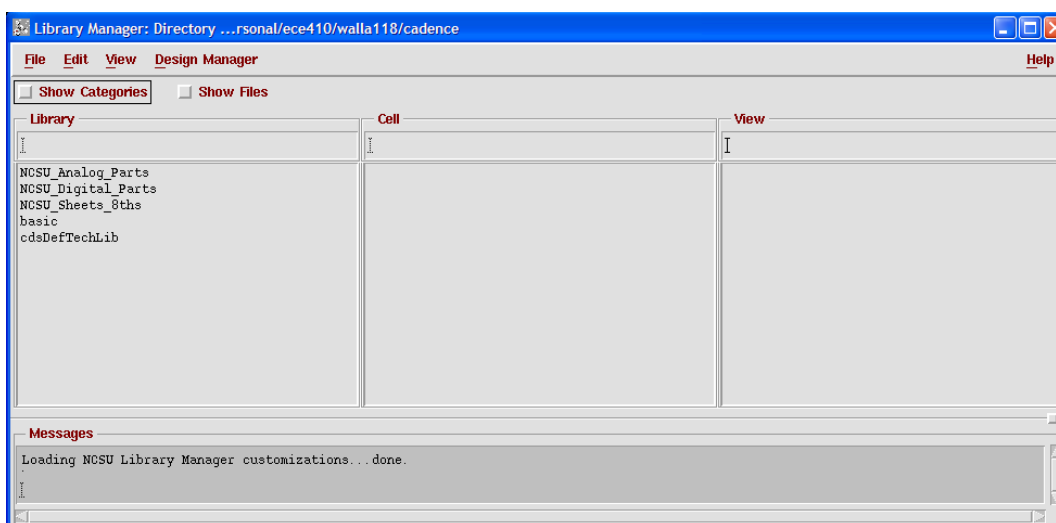 Library Manager: Directory ...rsonal/ece410/walla118/cadence
File Edit View Design Manager Help
Show Categories Show Files
Library Cell View
NCSU_Analog_Parts
NCSU_Digital_Parts
NCSU_Sheets_8ths
basic
cdsDefTechLib
Messages
Loading NCSU Library Manager customizations...done.